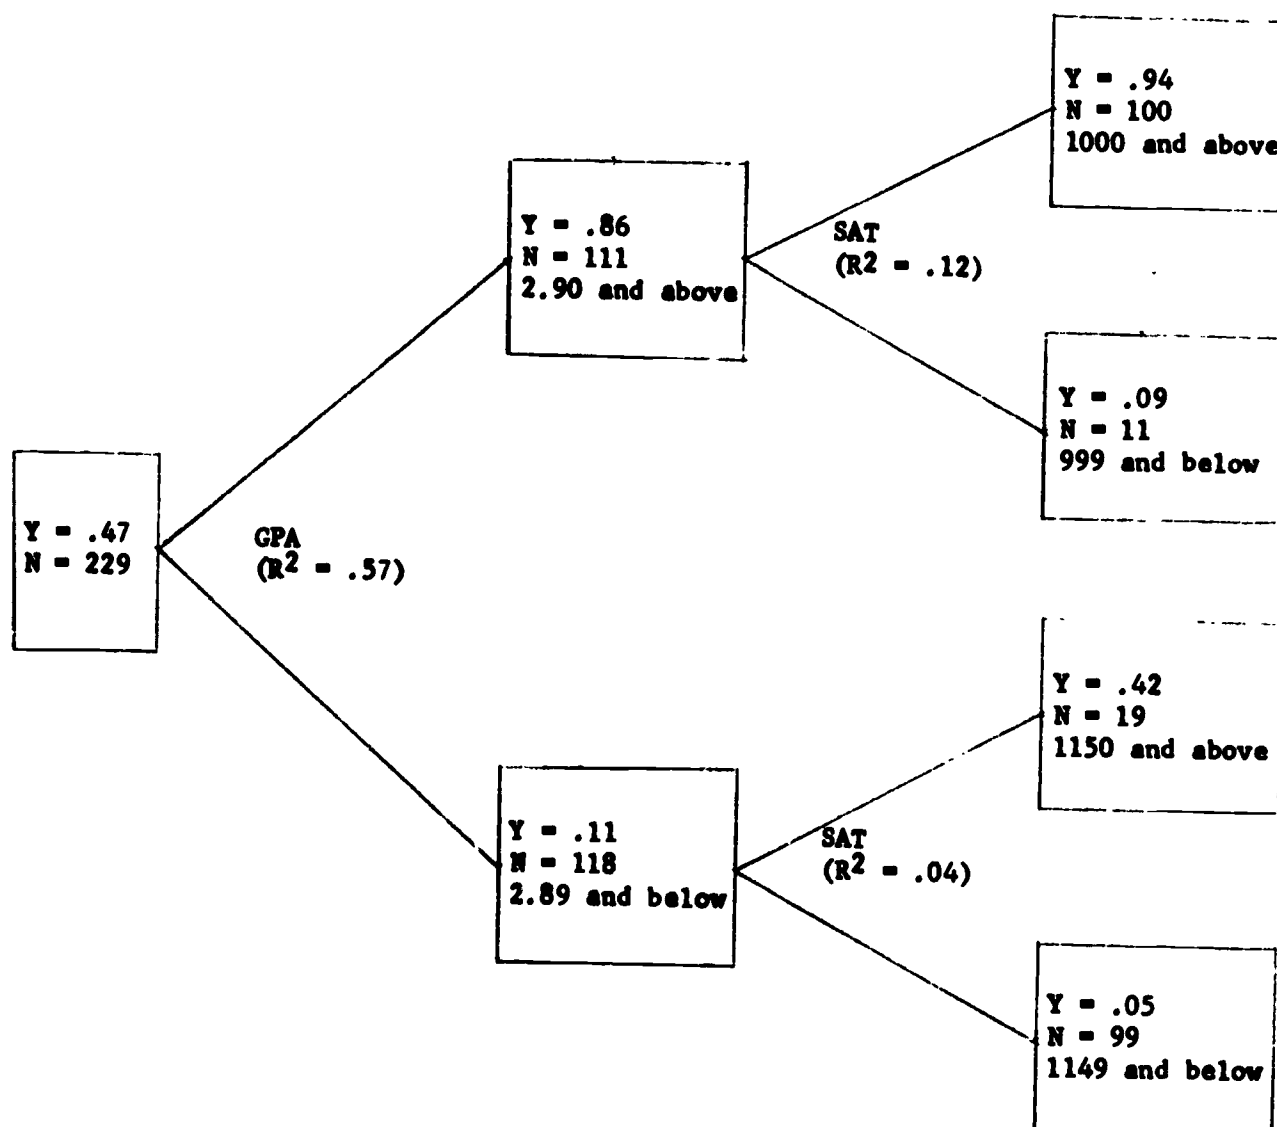 Y = .94
N = 100
1000 and above
Y = .86
N = 111
2.90 and above
SAT
(R² = .12)
Y = .09
N = 11
999 and below
Y = .47
N = 229
GPA
(R² = .57)
Y = .42
N = 19
1150 and above
Y = .11
N = 118
2.89 and below
SAT
(R² = .04)
Y = .05
N = 99
1149 and below